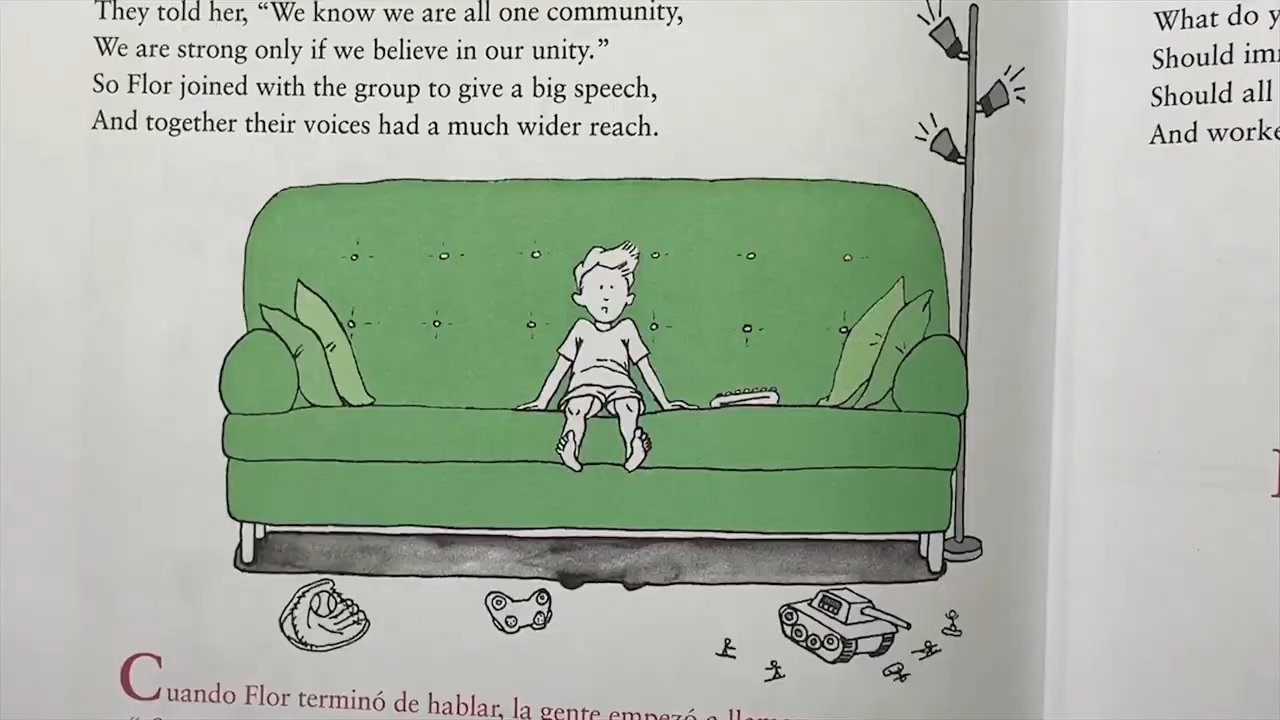 They told her, “We know we are all one community,
We are strong only if we believe in our unity.”
So Flor joined with the group to give a big speech,
And together their voices had a much wider reach.
What do
Should
Should all
And
Cuando Flor terminó de hablar, la gente empezó a